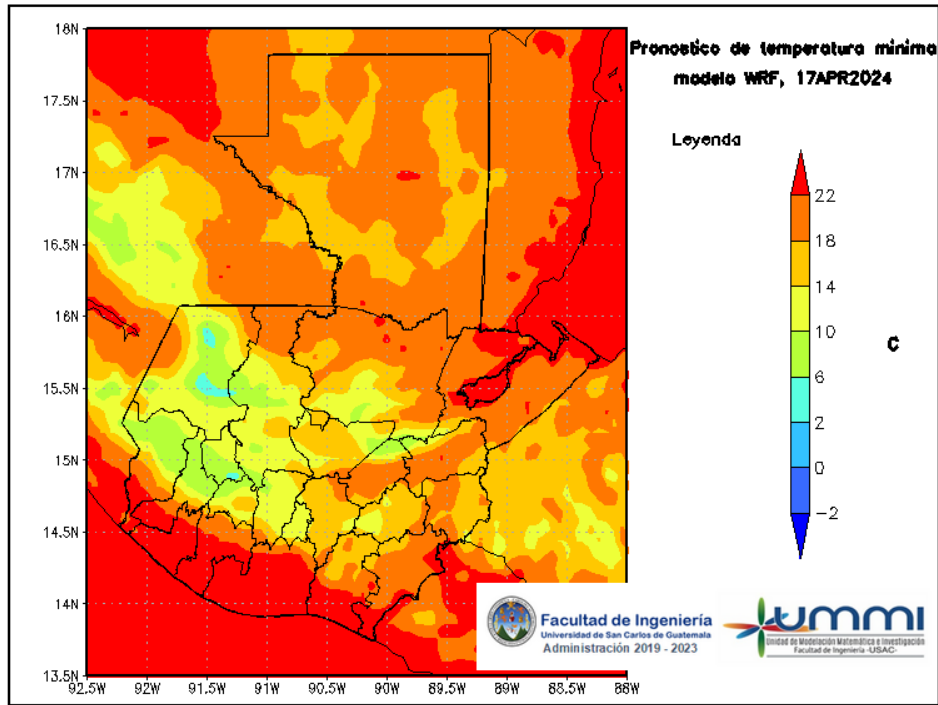 Pronostico de temperatura minima
modelo WRF, 17APR2024
Leyenda
22
18
14
10
6
2
0
−2
C
18N
17.5N
17N
16.5N
16N
15.5N
15N
14.5N
14N
13.5N
92.5W 92W 91.5W 91W 90.5W 90W 89.5W 89W 88.5W 88W
Facultad de Ingeniería
Universidad de San Carlos de Guatemala
Administración 2019 - 2023
UMMI
Unidad de Modelación Matemática e Investigación
Facultad de Ingeniería -USAC-